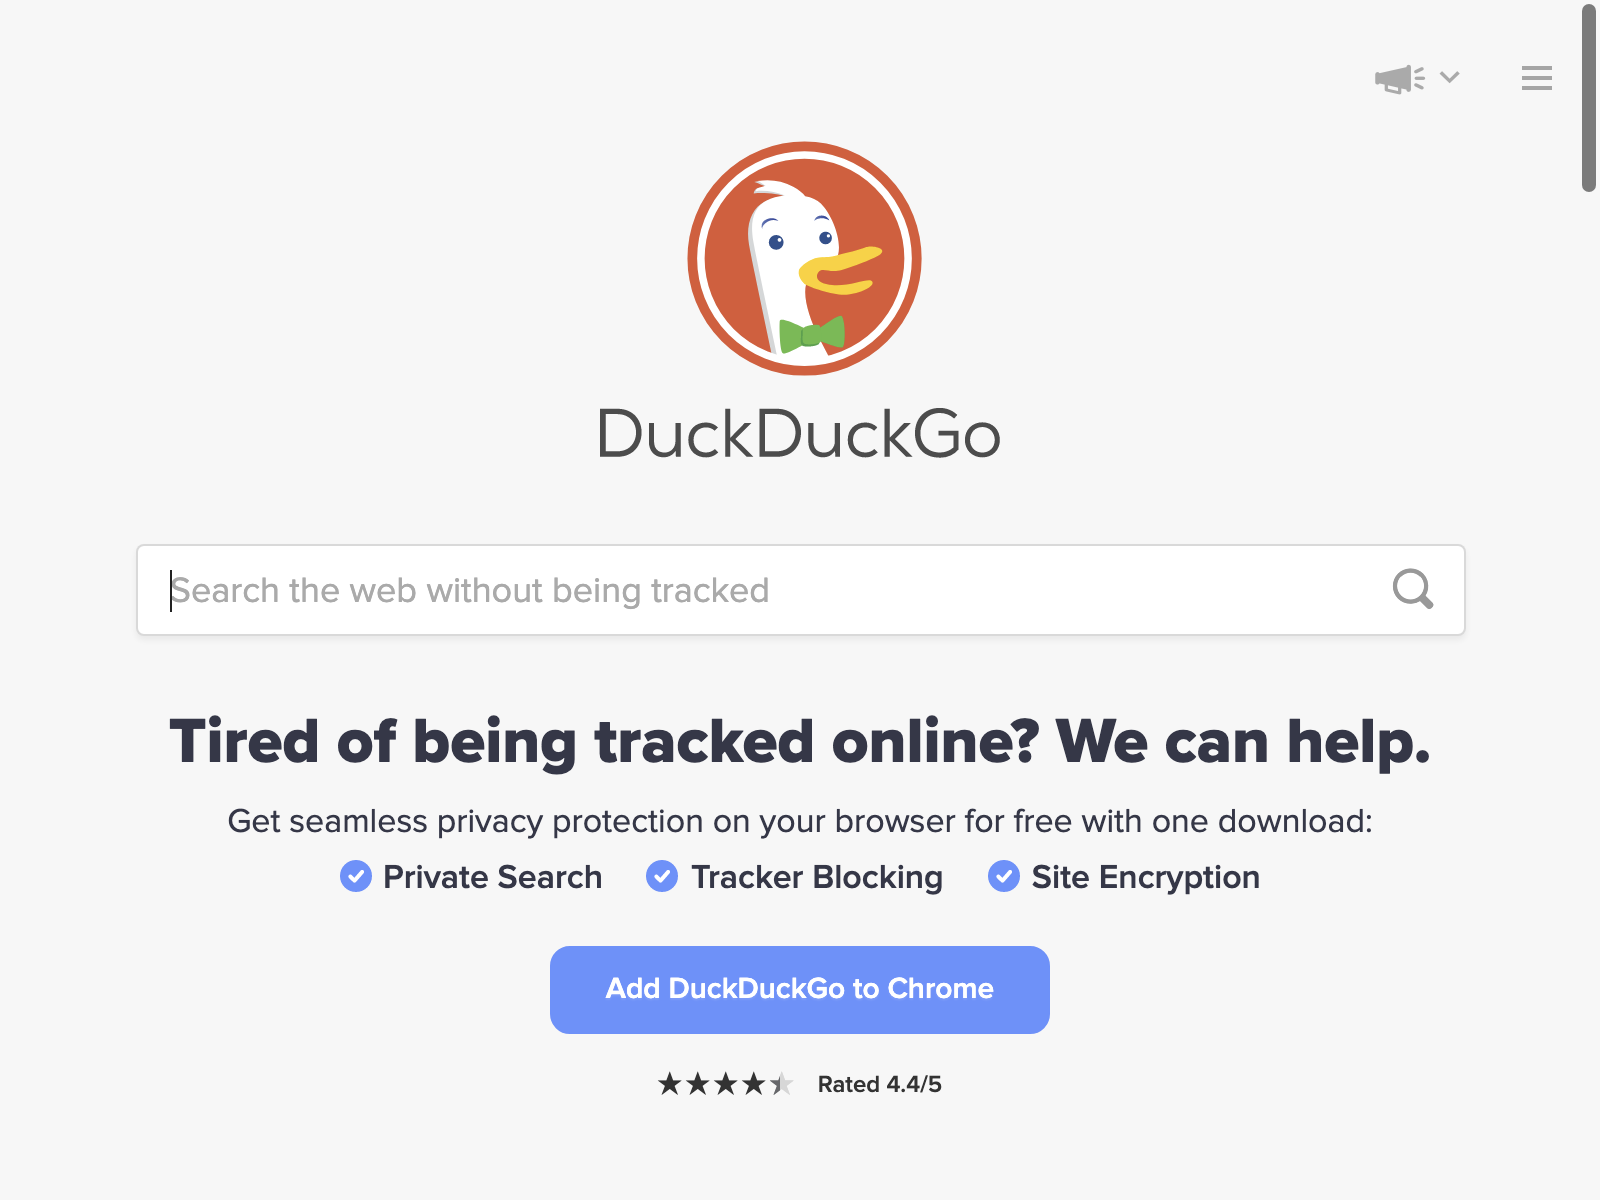 DuckDuckGo
Search the web without being tracked
Tired of being tracked online? We can help.
Get seamless privacy protection on your browser for free with one download:
Private Search Tracker Blocking Site Encryption
Add DuckDuckGo to Chrome
Rated 4.4/5